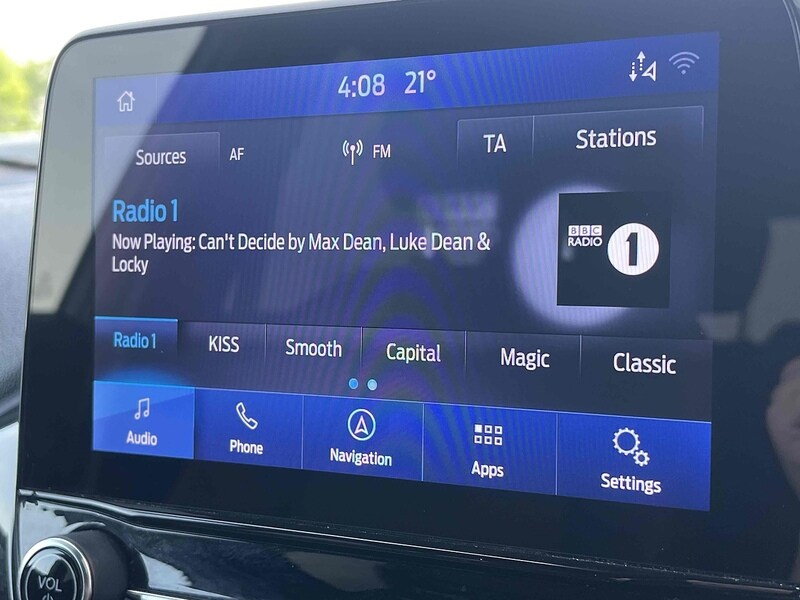 4:08 21°
Sources AF FM TA Stations
Radio 1
Now Playing: Can't Decide by Max Dean, Luke Dean &
Locky
BBC
RADIO 1
Radio 1 KISS Smooth Capital Magic Classic
Audio Phone Navigation Apps Settings
VOL